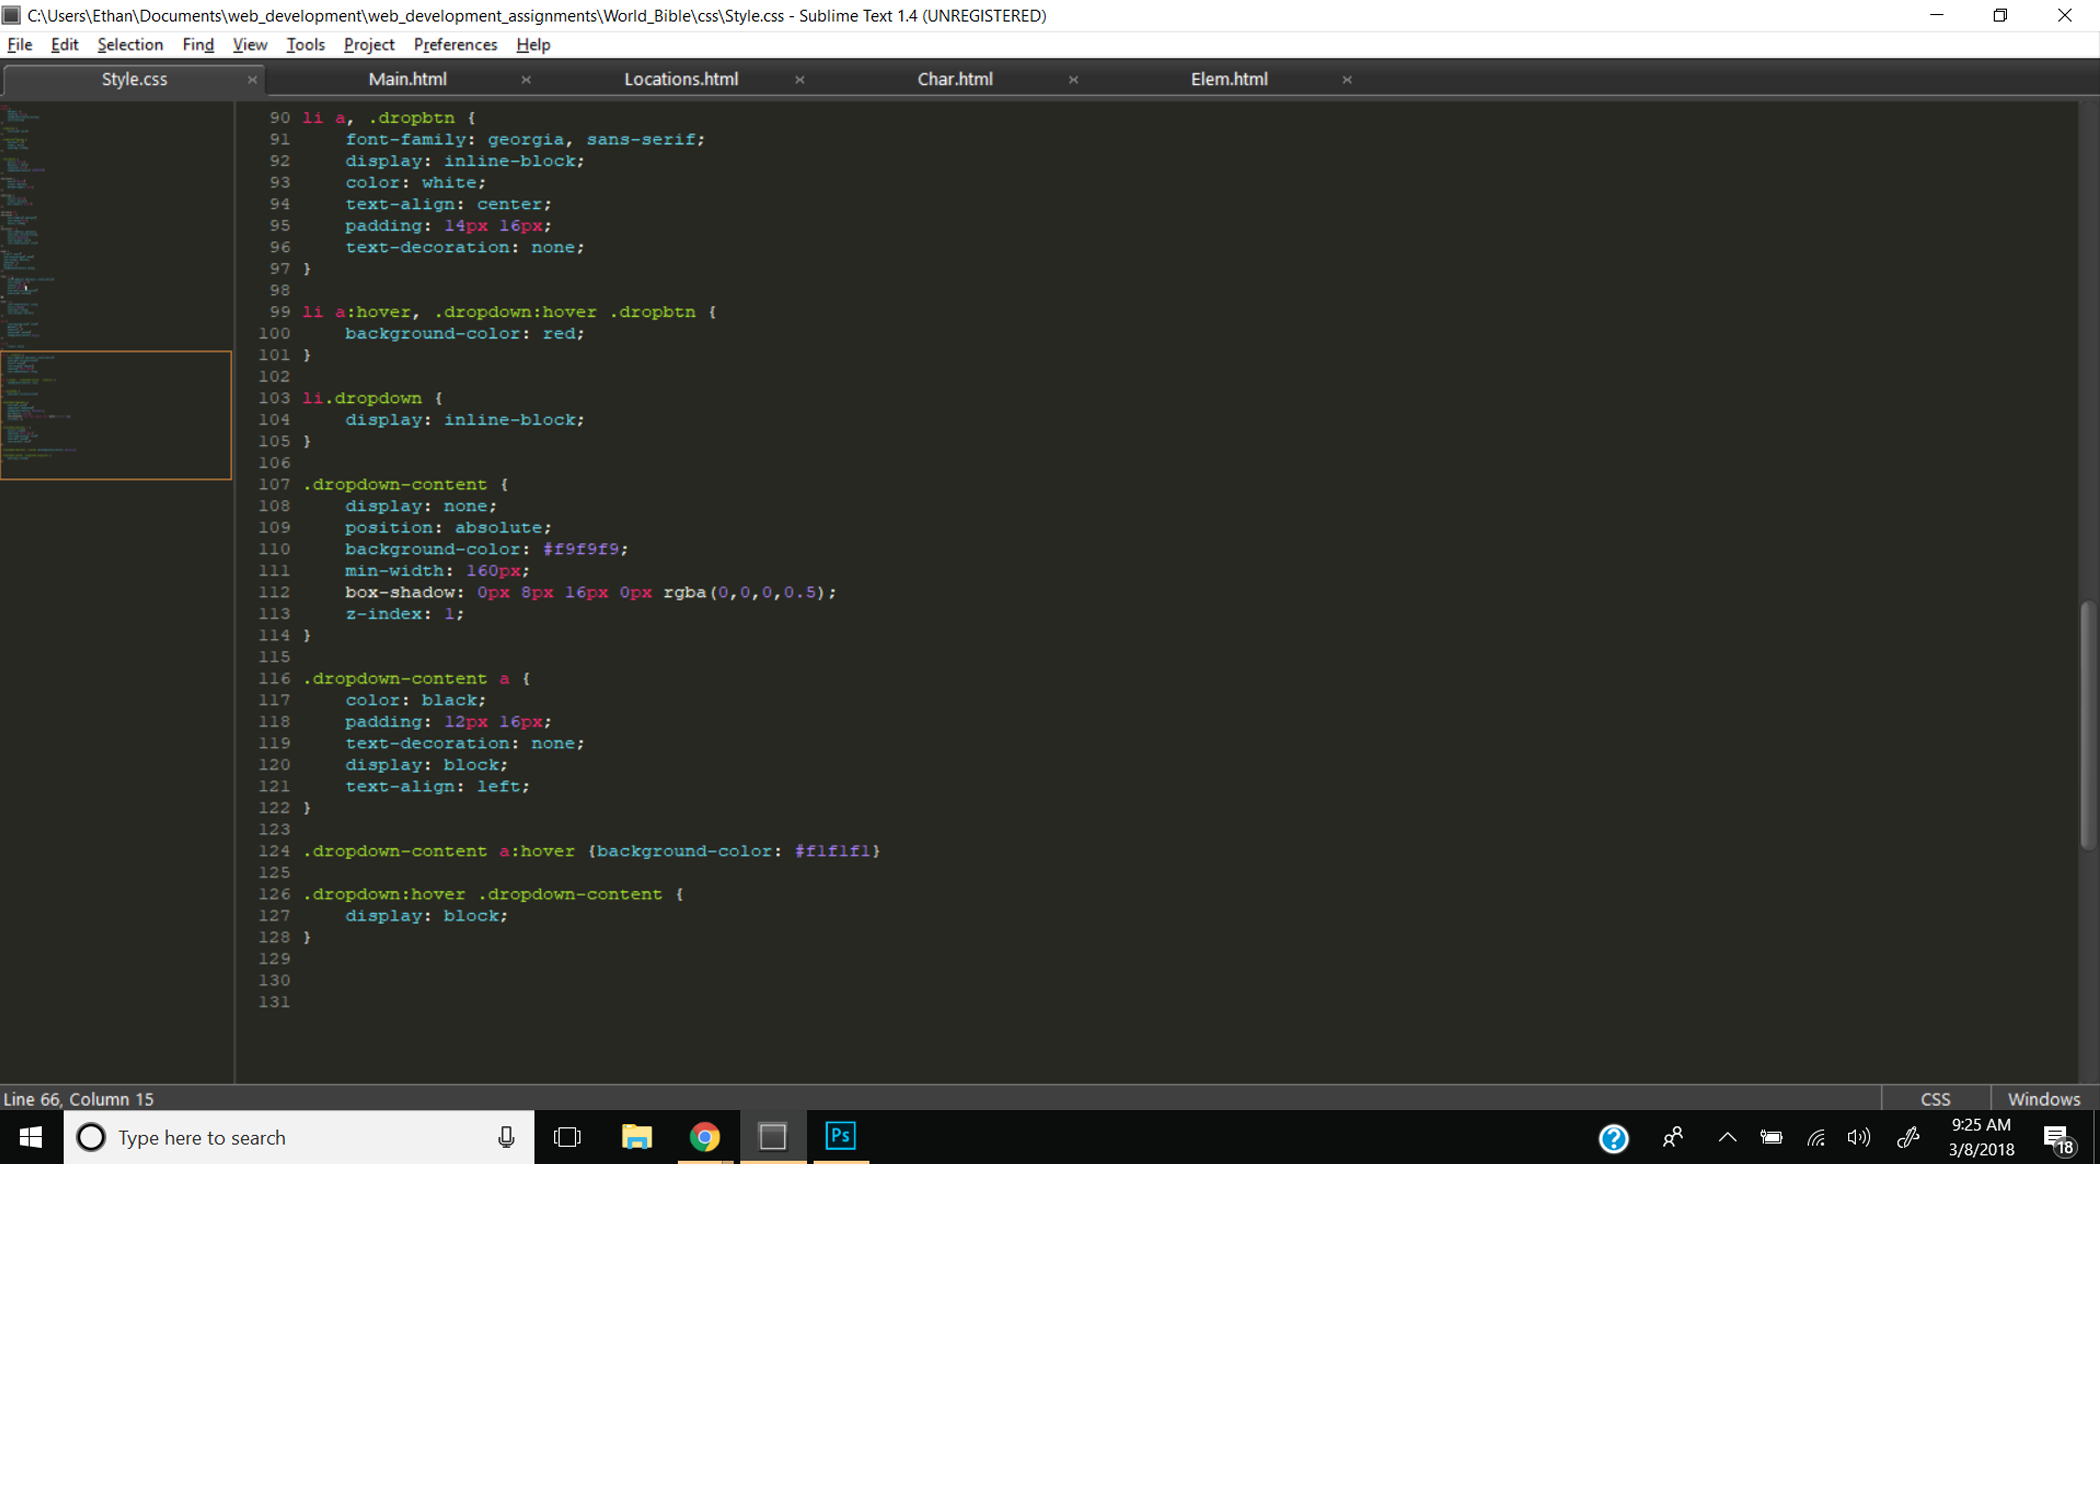 C:\Users\Ethan\Documents\web_development\web_development_assignments\World_Bible\css\Style.css - Sublime Text 1.4 (UNREGISTERED)
File Edit Selection Find View Tools Project Preferences Help
Style.css × Main.html × Locations.html × Char.html × Elem.html ×
90 li a, .dropbtn {
91     font-family: georgia, sans-serif;
92     display: inline-block;
93     color: white;
94     text-align: center;
95     padding: 14px 16px;
96     text-decoration: none;
97 }
98
99 li a:hover, .dropdown:hover .dropbtn {
100     background-color: red;
101 }
102
103 li.dropdown {
104     display: inline-block;
105 }
106
107 .dropdown-content {
108     display: none;
109     position: absolute;
110     background-color: #f9f9f9;
111     min-width: 160px;
112     box-shadow: 0px 8px 16px 0px rgba(0,0,0,0.5);
113     z-index: 1;
114 }
115
116 .dropdown-content a {
117     color: black;
118     padding: 12px 16px;
119     text-decoration: none;
120     display: block;
121     text-align: left;
122 }
123
124 .dropdown-content a:hover {background-color: #f1f1f1}
125
126 .dropdown:hover .dropdown-content {
127     display: block;
128 }
129
130
131
Line 66, Column 15 CSS Windows
Type here to search Ps ? 9:25 AM
3/8/2018 18